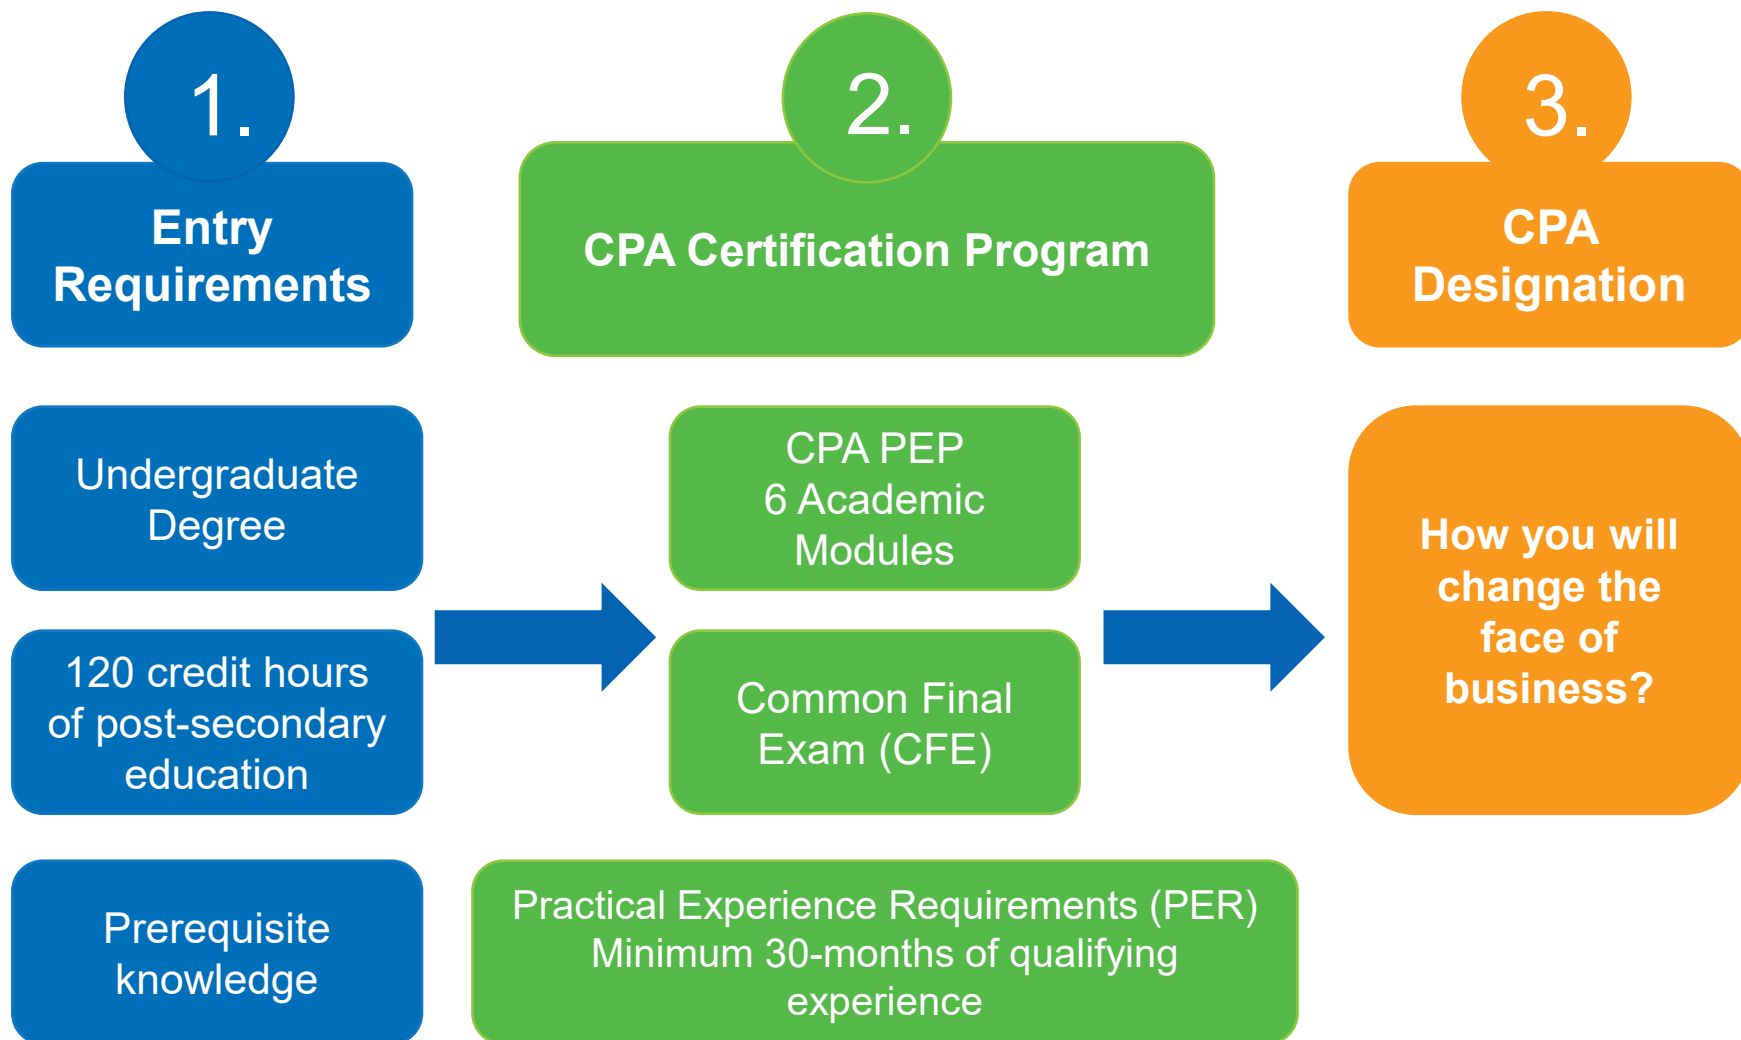 1.
Entry
Requirements
Undergraduate
Degree
120 credit hours
of post-secondary
education
Prerequisite
knowledge
2.
CPA Certification Program
CPA PEP
6 Academic
Modules
Common Final
Exam (CFE)
Practical Experience Requirements (PER)
Minimum 30-months of qualifying
experience
3.
CPA
Designation
How you will
change the
face of
business?